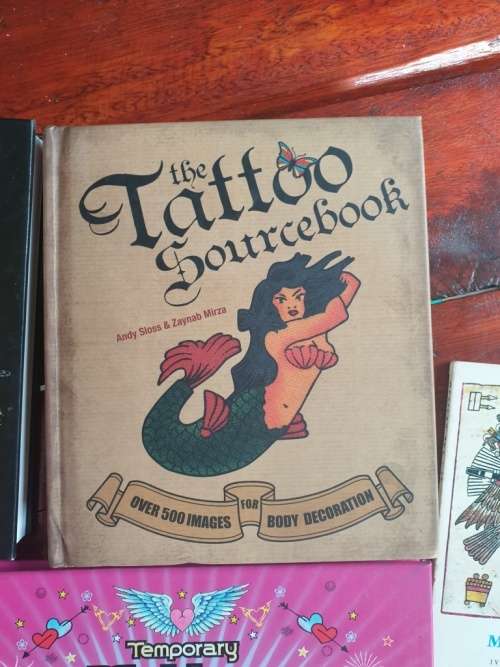 the
Tattoo
Sourcebook
Andy Sloss & Zaynab Mirza
OVER 500 IMAGES FOR BODY DECORATION
Temporary